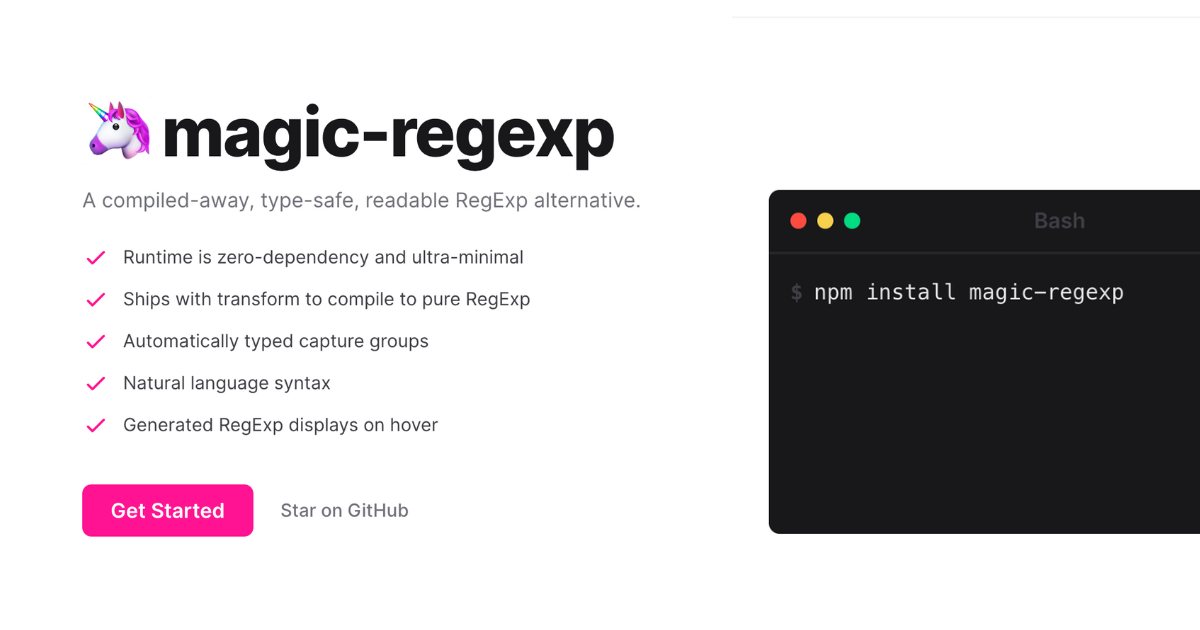 magic-regexp
A compiled-away, type-safe, readable RegExp alternative.
Runtime is zero-dependency and ultra-minimal
Ships with transform to compile to pure RegExp
Automatically typed capture groups
Natural language syntax
Generated RegExp displays on hover
Get Started
Star on GitHub
Bash
$ npm install magic-regexp